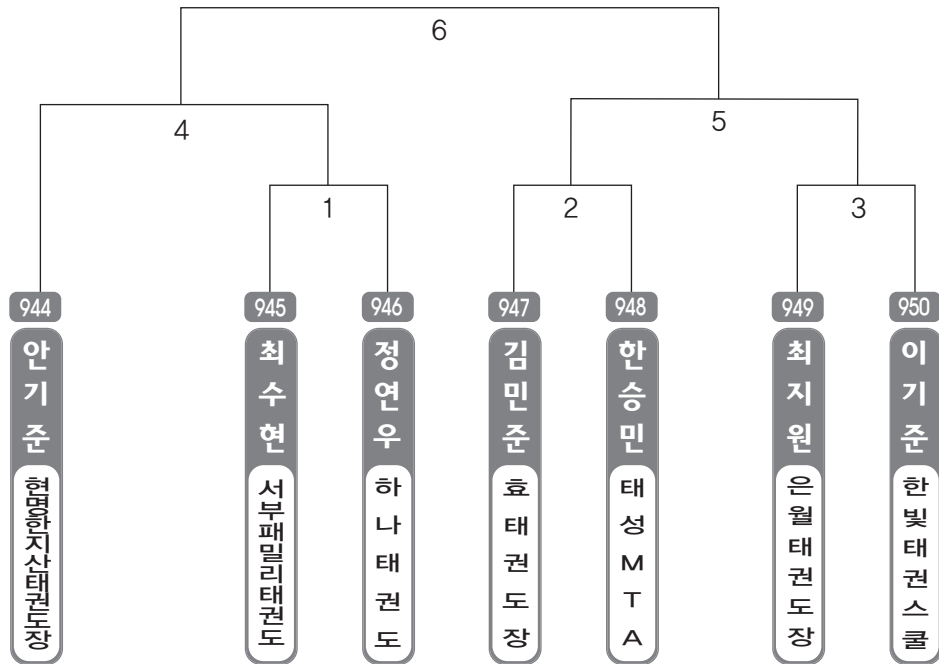 6
4
5
1
2
3
944
945
946
947
948
949
950
안기준
최수현
정연우
김민준
한승민
최지원
이기준
현명한지산태권도장
서부패밀리태권도
하나태권도
효태권도장
태성MTA
은월태권도장
한빛태권스쿨